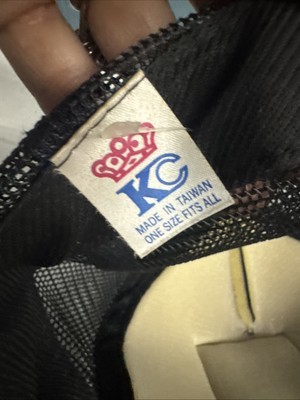 KC
MADE IN TAIWAN
ONE SIZE FITS ALL